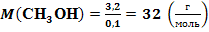 M(CH₃OH) = 3,2/0,1 = 32 (г/моль)